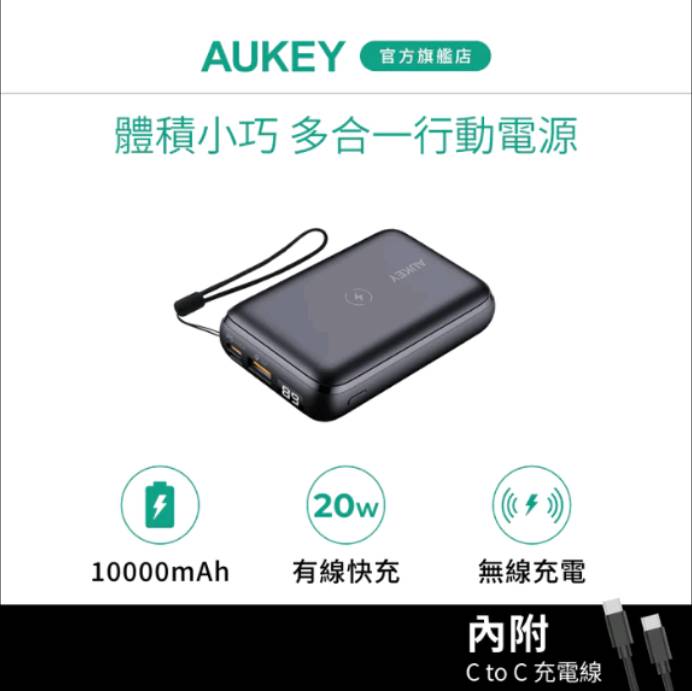 AUKEY 官方旗艦店
體積小巧 多合一行動電源
AUKEY
89
20W
10000mAh 有線快充 無線充電
內附
C to C 充電線